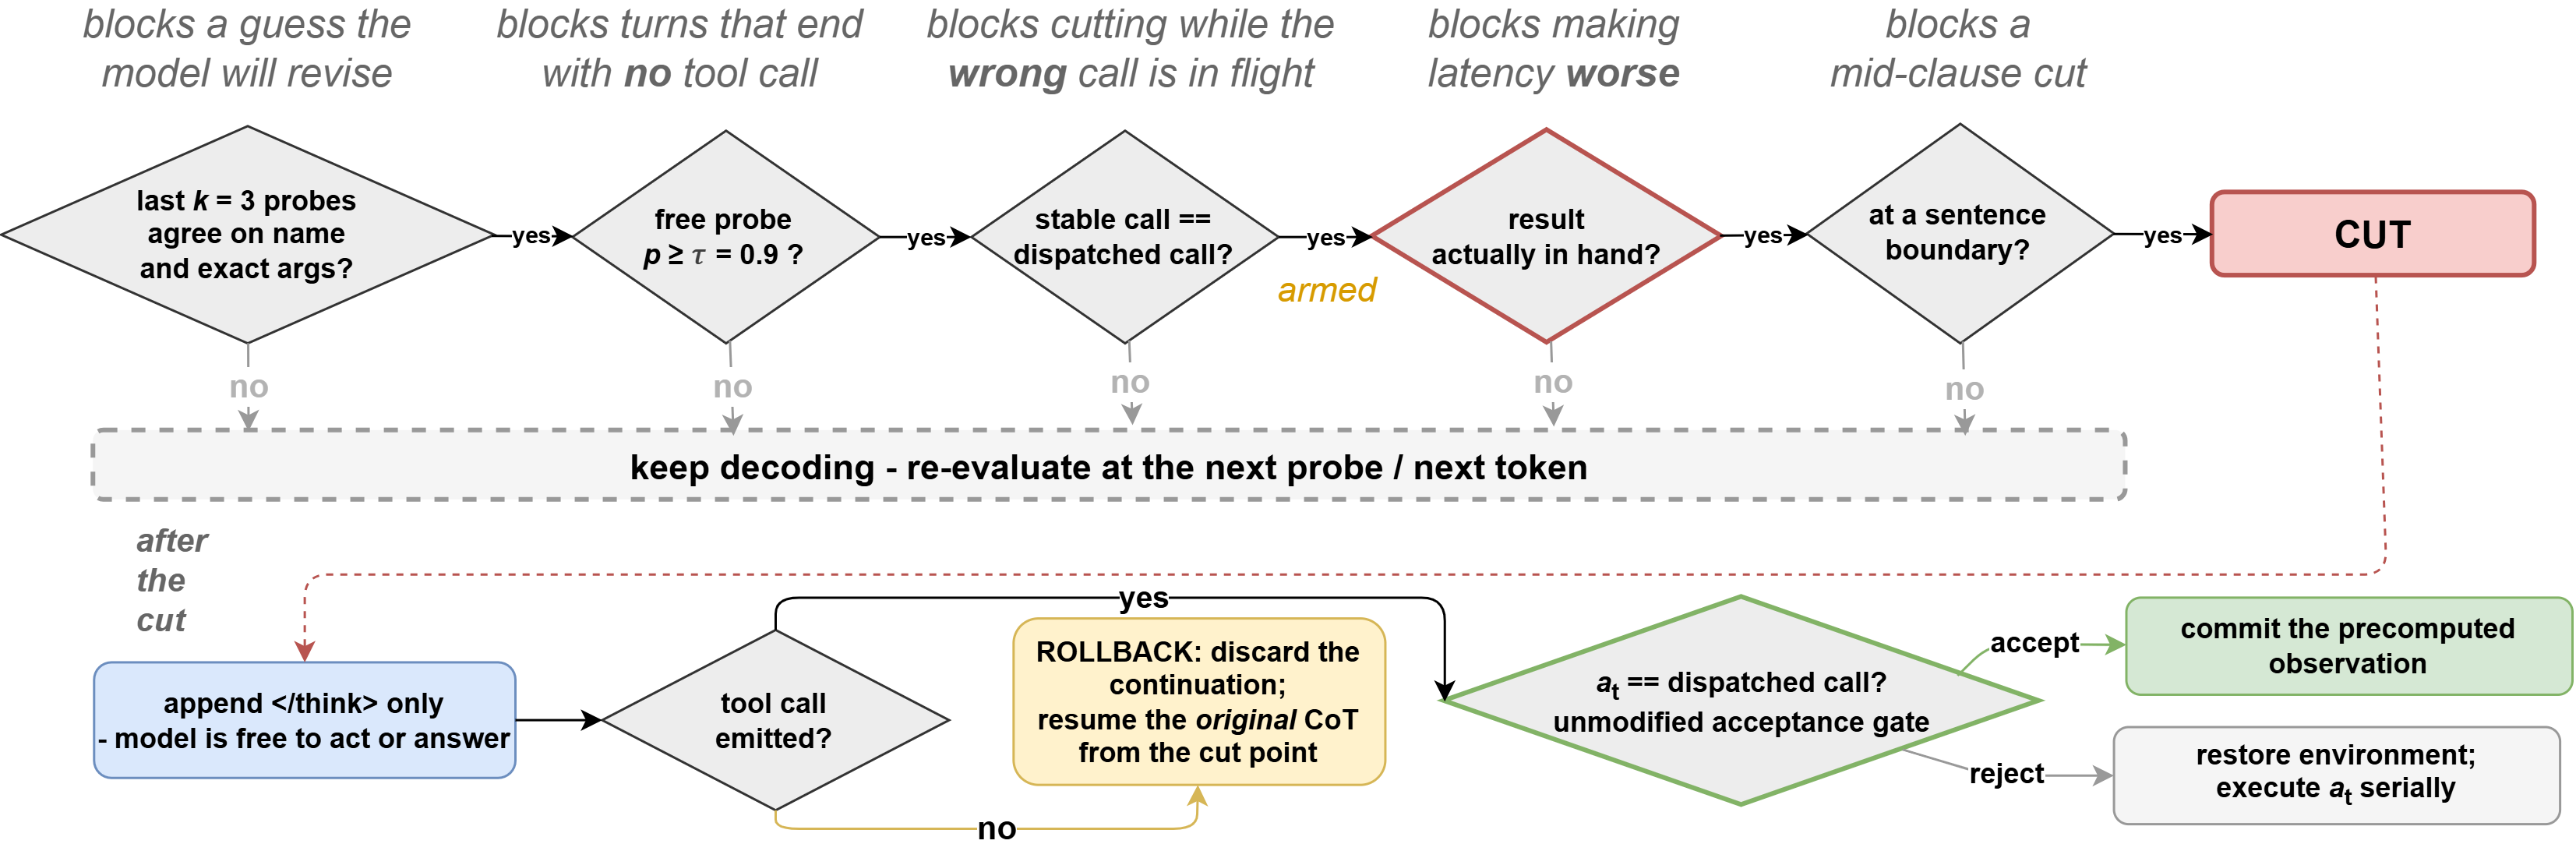 blocks a guess the
model will revise
blocks turns that end
with no tool call
blocks cutting while the
wrong call is in flight
blocks making
latency worse
blocks a
mid-clause cut
last k = 3 probes
agree on name
and exact args?
yes
free probe
p ≥ τ = 0.9 ?
yes
stable call ==
dispatched call?
yes
armed
result
actually in hand?
yes
at a sentence
boundary?
yes
CUT
no
no
no
no
no
keep decoding - re-evaluate at the next probe / next token
after
the
cut
append </think> only
- model is free to act or answer
tool call
emitted?
yes
no
ROLLBACK: discard the
continuation;
resume the original CoT
from the cut point
at == dispatched call?
unmodified acceptance gate
accept
commit the precomputed
observation
reject
restore environment;
execute at serially